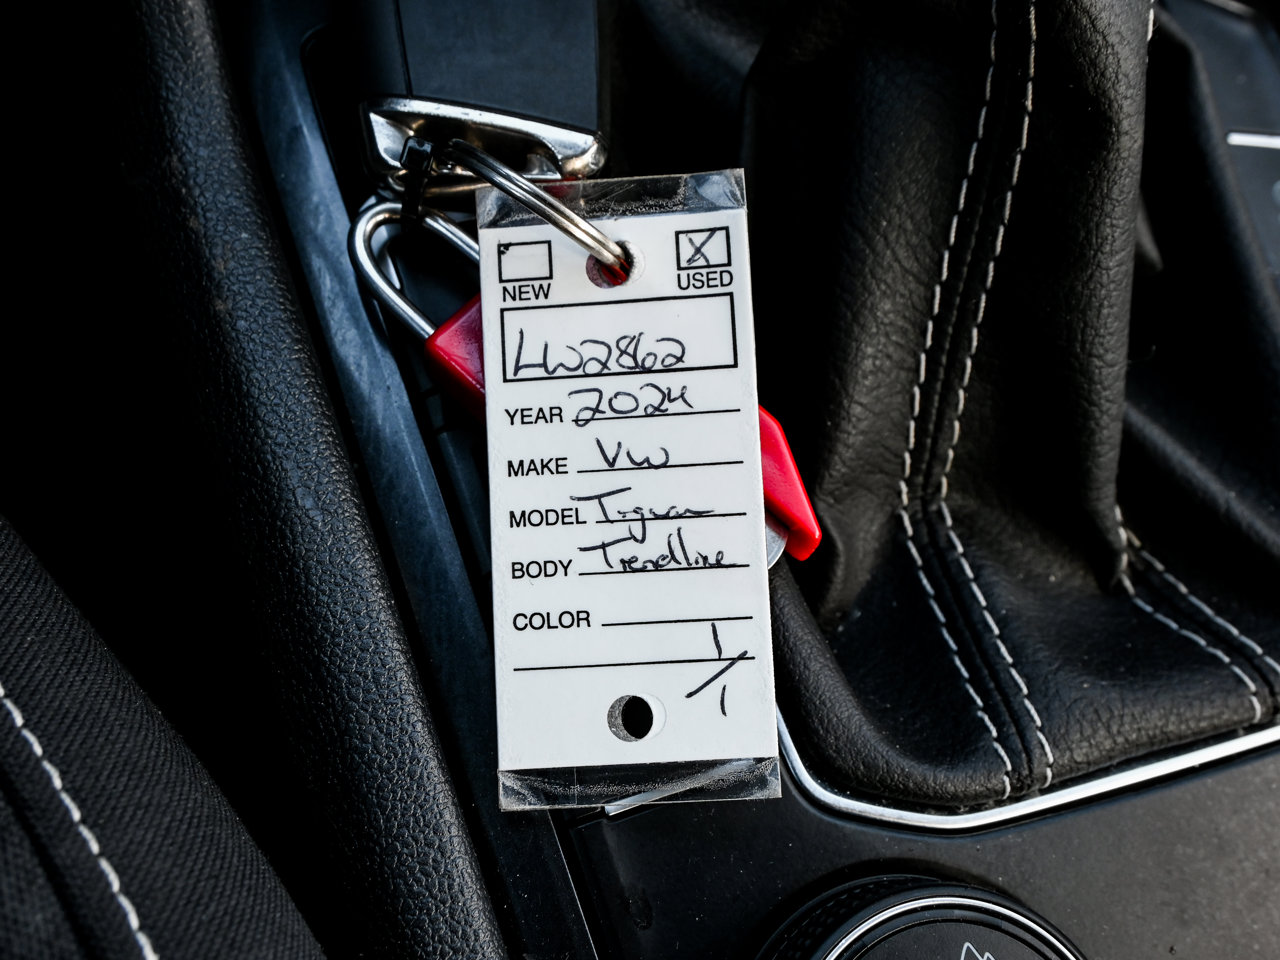 X
NEW USED
LW2862
YEAR 2024
MAKE VW
MODEL Tiguan
BODY Trendline
COLOR
1/1